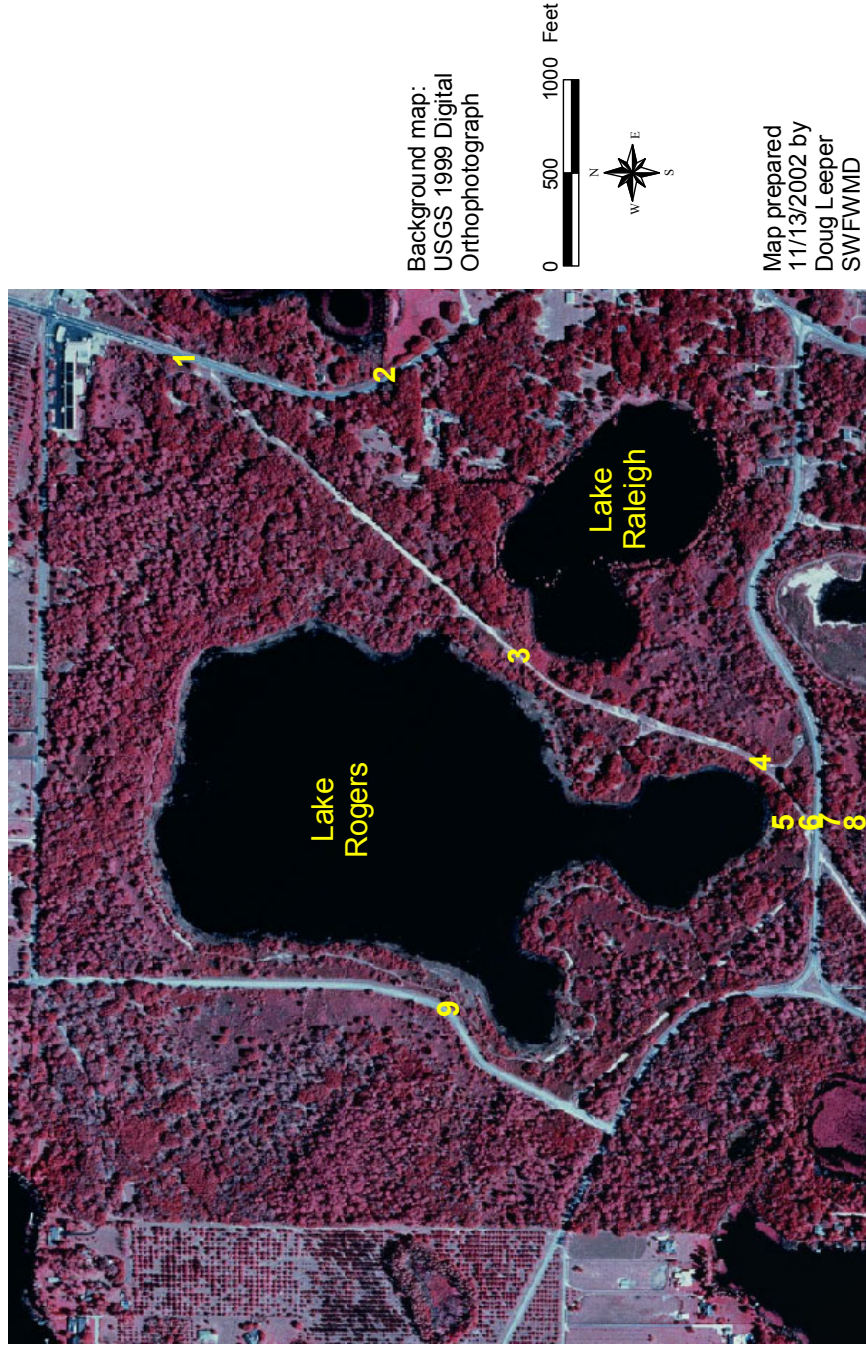 Background map:
USGS 1999 Digital
Orthophotograph
0 500 1000 Feet
N
W
E
S
Map prepared
11/13/2002 by
Doug Leeper
SWFWMD
Lake
Rogers
Lake
Raleigh
1
2
3
4
5
6
7
8
9